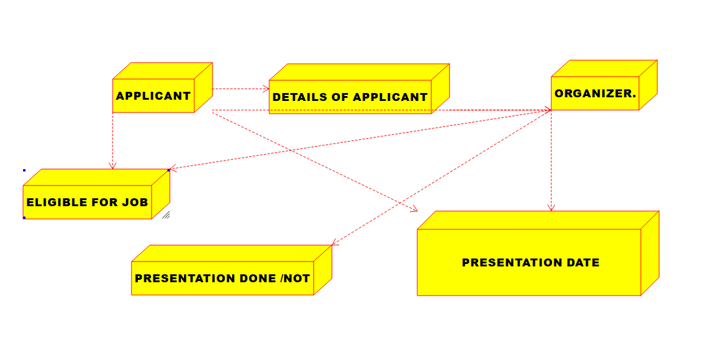 APPLICANT
DETAILS OF APPLICANT
ORGANIZER.
ELIGIBLE FOR JOB
PRESENTATION DONE /NOT
PRESENTATION DATE